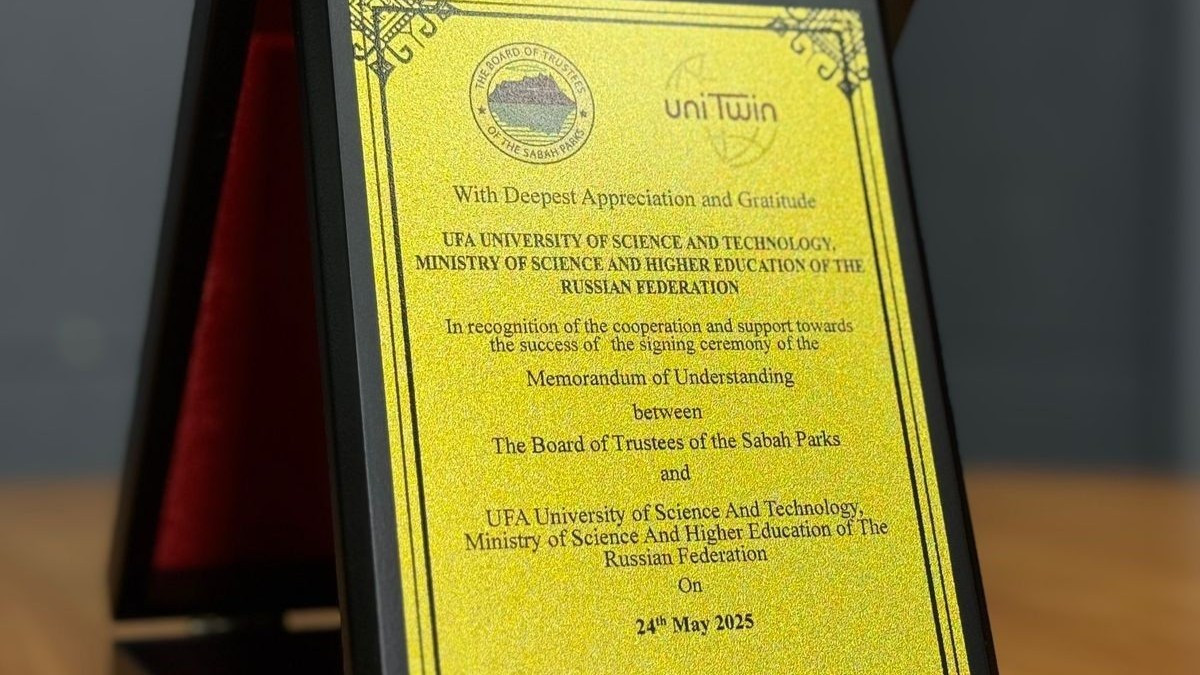 THE BOARD OF TRUSTEES
OF THE SABAH PARKS
uniTwin
With Deepest Appreciation and Gratitude
UFA UNIVERSITY OF SCIENCE AND TECHNOLOGY,
MINISTRY OF SCIENCE AND HIGHER EDUCATION OF THE
RUSSIAN FEDERATION
In recognition of the cooperation and support towards
the success of the signing ceremony of the
Memorandum of Understanding
between
The Board of Trustees of the Sabah Parks
and
UFA University of Science And Technology,
Ministry of Science And Higher Education of The
Russian Federation
On
24th May 2025